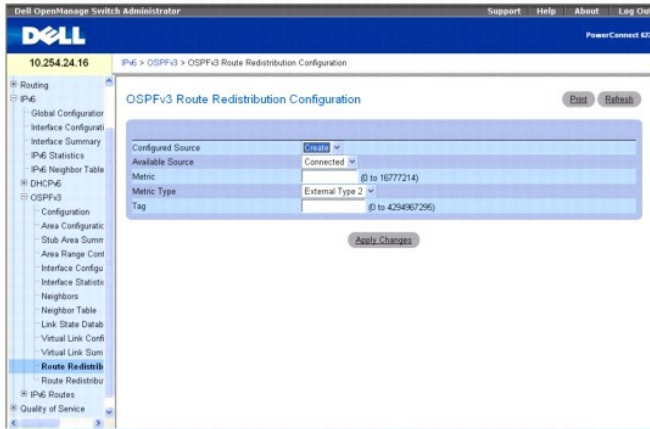 Dell OpenManage Switch Administrator
Support Help About Log Out
DELL
PowerConnect 622
10.254.24.16
IPv6 > OSPFv3 > OSPFv3 Route Redistribution Configuration
Routing
IPv6
Global Configuration
Interface Configurati
Interface Summary
IPv6 Statistics
IPv6 Neighbor Table
DHCPv6
OSPFv3
Configuration
Area Configuratic
Stub Area Summ
Area Range Conf
Interface Configu
Interface Statistic
Neighbors
Neighbor Table
Link State Datab
Virtual Link Confi
Virtual Link Sum
Route Redistrib
Route Redistribu
IPv6 Routes
Quality of Service
OSPFv3 Route Redistribution Configuration
Print Refresh
Configured Source Create
Available Source Connected
Metric (0 to 16777214)
Metric Type External Type 2
Tag (0 to 4294967295)
Apply Changes